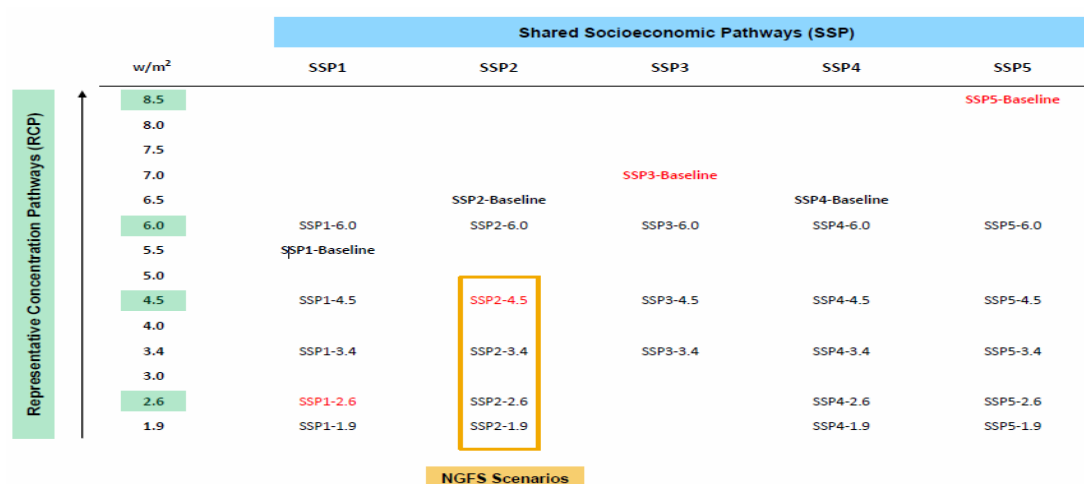 Shared Socioeconomic Pathways (SSP)
w/m² SSP1 SSP2 SSP3 SSP4 SSP5
Representative Concentration Pathways (RCP)
8.5 SSP5-Baseline
8.0
7.5
7.0 SSP3-Baseline
6.5 SSP2-Baseline SSP4-Baseline
6.0 SSP1-6.0 SSP2-6.0 SSP3-6.0 SSP4-6.0 SSP5-6.0
5.5 SSP1-Baseline
5.0
4.5 SSP1-4.5 SSP2-4.5 SSP3-4.5 SSP4-4.5 SSP5-4.5
4.0
3.4 SSP1-3.4 SSP2-3.4 SSP3-3.4 SSP4-3.4 SSP5-3.4
3.0
2.6 SSP1-2.6 SSP2-2.6 SSP4-2.6 SSP5-2.6
1.9 SSP1-1.9 SSP2-1.9 SSP4-1.9 SSP5-1.9
NGFS Scenarios